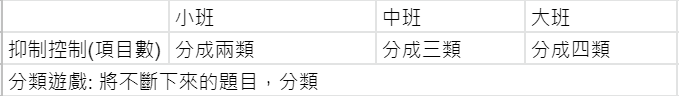 小班 中班 大班
抑制控制(項目數) 分成兩類 分成三類 分成四類
分類遊戲: 將不斷下來的題目，分類